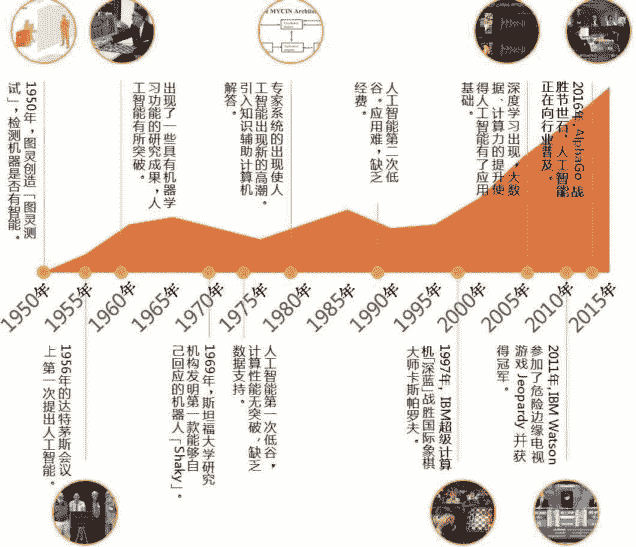 MYCIN Architec
1950年，图灵创造「图灵测
试」，检测机器是否有智能。
出现了一些具有机器学
习功能的研究成果，人
工智能有所突破。
专家系统的出现使人
工智能出现新的高潮。
引入知识辅助计算机
解答。
人工智能第二次低
谷。应用难，缺乏
经费。
深度学习出现，大数
据、计算力的提升使
得人工智能有了应用
基础。
2016年，AlphaGo 战
胜节世石，人工智能
正在向行业普及。
1950年
1955年
1960年
1965年
1970年
1975年
1980年
1985年
1990年
1995年
2000年
2005年
2010年
2015年
1956年的达特茅斯会议
上第一次提出人工智能。
1969年，斯坦福大学研究
机构发明第一款能够自
己回应的机器人「Shaky」。
人工智能第一次低谷，
计算性能无突破，缺乏
数据支持。
1997年，IBM超级计算
机「深蓝」战胜国际象棋
大师卡斯帕罗夫。
2011年，IBM Watson
参加了危险边缘电视
游戏 Jeopardy 并获
得冠军。